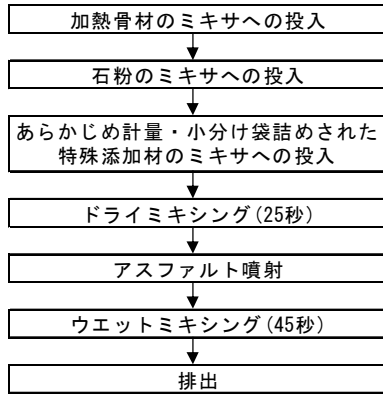 加熱骨材のミキサへの投入
石粉のミキサへの投入
あらかじめ計量・小分け袋詰めされた
特殊添加材のミキサへの投入
ドライミキシング(25秒)
アスファルト噴射
ウエットミキシング(45秒)
排出